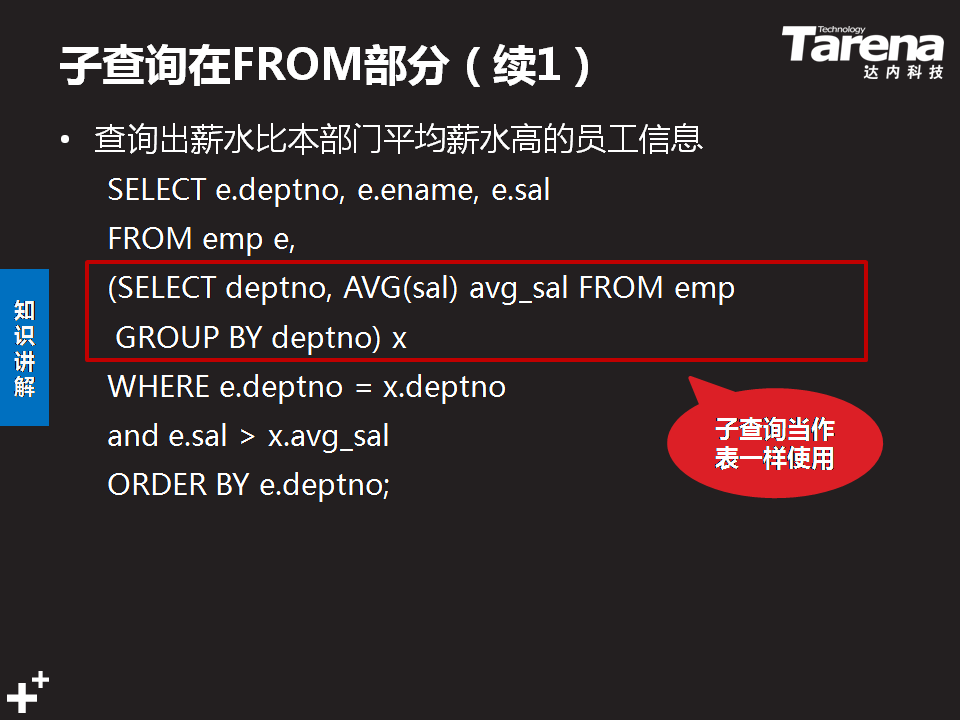 子查询在FROM部分（续1）
Technology
Tarena
达内科技
• 查询出薪水比本部门平均薪水高的员工信息
SELECT e.deptno, e.ename, e.sal
FROM emp e,
(SELECT deptno, AVG(sal) avg_sal FROM emp
GROUP BY deptno) x
WHERE e.deptno = x.deptno
and e.sal > x.avg_sal
ORDER BY e.deptno;
知识讲解
子查询当作
表一样使用